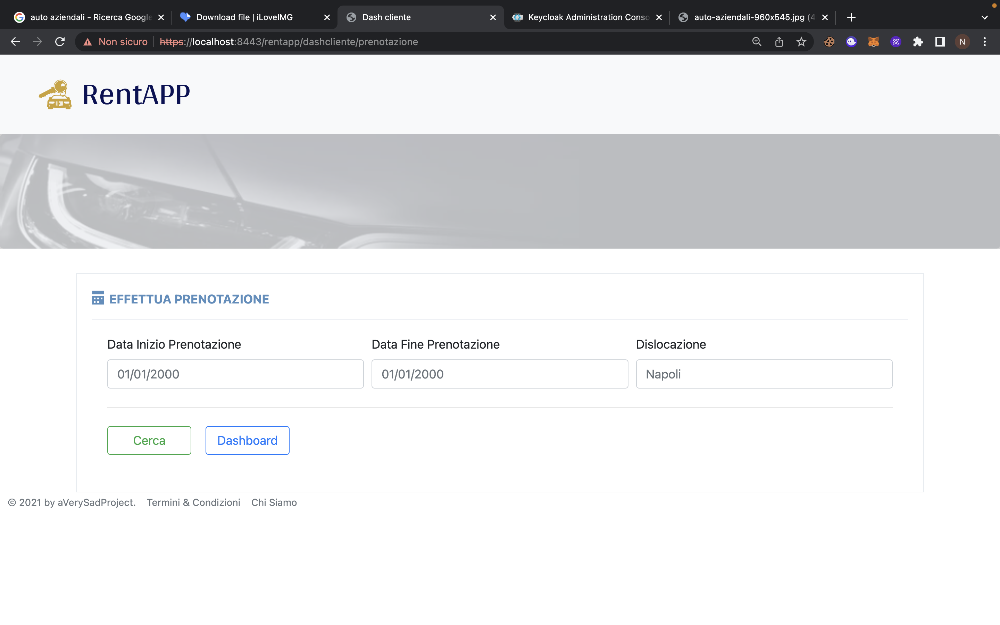 auto aziendali - Ricerca Google
Download file | iLoveIMG
Dash cliente
Keycloak Administration Conso
auto-aziendali-960x545.jpg (4
Non sicuro
https://localhost:8443/rentapp/dashcliente/prenotazione
N
RentAPP
EFFETTUA PRENOTAZIONE
Data Inizio Prenotazione Data Fine Prenotazione Dislocazione
01/01/2000 01/01/2000 Napoli
Cerca Dashboard
© 2021 by aVerySadProject. Termini & Condizioni Chi Siamo